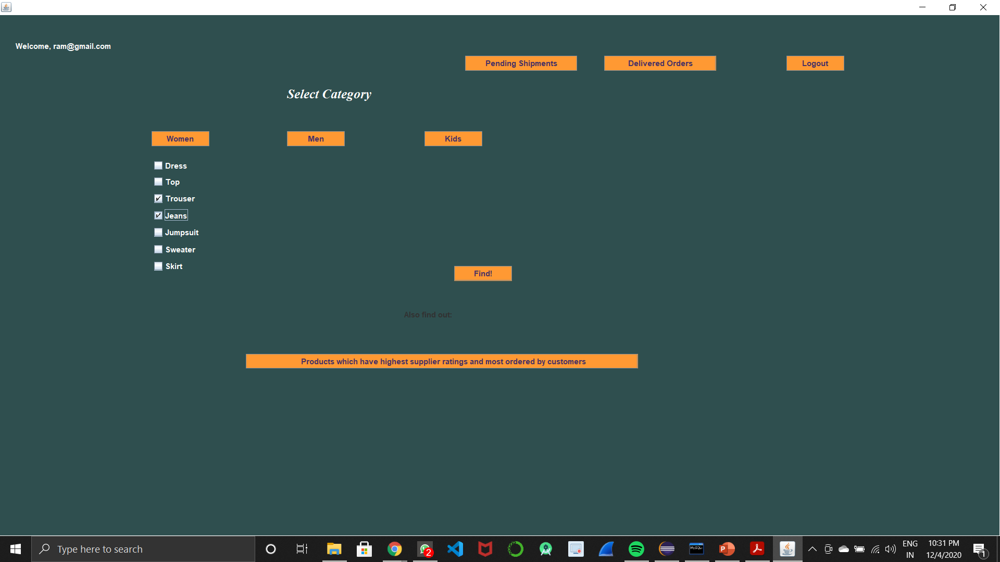 Welcome, ram@gmail.com
Pending Shipments
Delivered Orders
Logout
Select Category
Women
Men
Kids
Dress
Top
Trouser
Jeans
Jumpsuit
Sweater
Skirt
Find!
Also find out:
Products which have highest supplier ratings and most ordered by customers
Type here to search
2
MySQL
P
ENG
IN
10:31 PM
12/4/2020
1